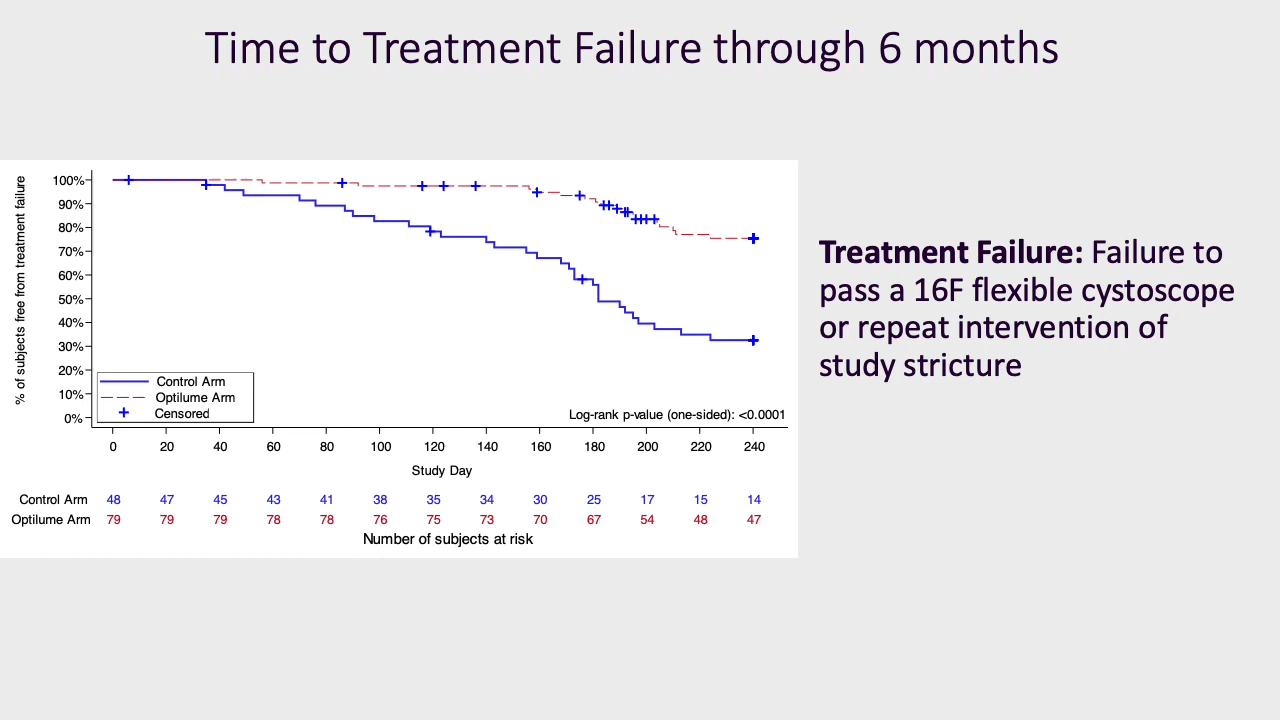 Time to Treatment Failure through 6 months
% of subjects free from treatment failure
100%
90%
80%
70%
60%
50%
40%
30%
20%
10%
0%
Control Arm
Optilume Arm
Censored
Log-rank p-value (one-sided): <0.0001
0 20 40 60 80 100 120 140 160 180 200 220 240
Study Day
Control Arm 48 47 45 43 41 38 35 34 30 25 17 15 14
Optilume Arm 79 79 79 78 78 76 75 73 70 67 54 48 47
Number of subjects at risk
Treatment Failure: Failure to
pass a 16F flexible cystoscope
or repeat intervention of
study stricture